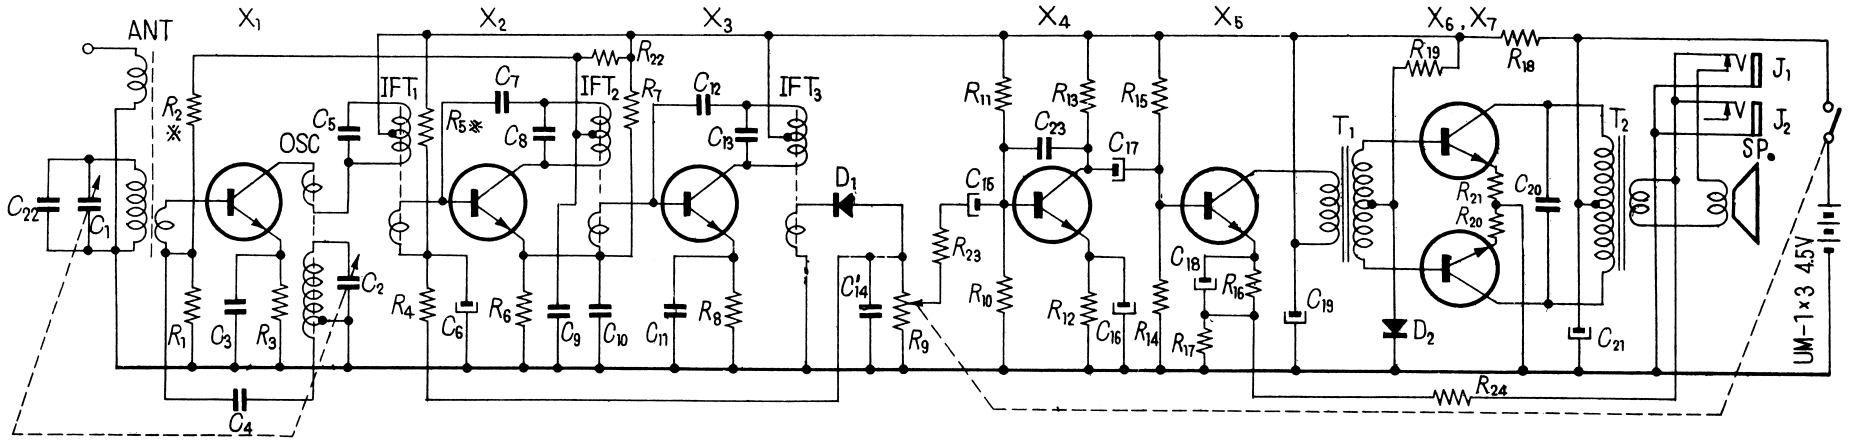 X1 X2 X3 X4 X5 X6, X7
ANT
R22
R19
R18
IFT1 C7 IFT2 R7 C12 IFT3
R2 ※
R11 R13 R15
J1
C5
R5※
C8
C13
C23
C17
T1
T2
J2
OSC
SP.
C22 C1
D1
C15
R21
C20
R20
R23
C2
C18
R16
C'14
R10
R1 C3 R3
R4 C6 R6 C9 C10 C11 R8
R9
R12 C16 R14
R17
C19
D2
C21
UM-1×3 4.5V
C4
R24